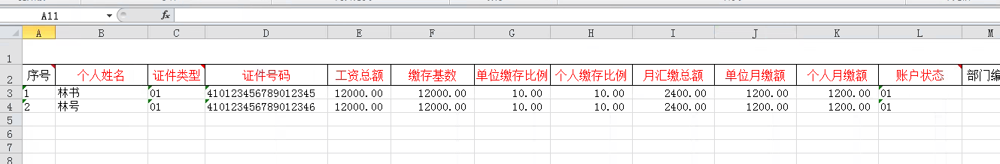 A11 fx
A B C D E F G H I J K L M
1
2 序号 个人姓名 证件类型 证件号码 工资总额 缴存基数 单位缴存比例 个人缴存比例 月汇缴总额 单位月缴额 个人月缴额 账户状态 部门编
3 1 林书 01 410123456789012345 12000.00 12000.00 10.00 10.00 2400.00 1200.00 1200.00 01
4 2 林号 01 410123456789012346 12000.00 12000.00 10.00 10.00 2400.00 1200.00 1200.00 01
5
6
7
8